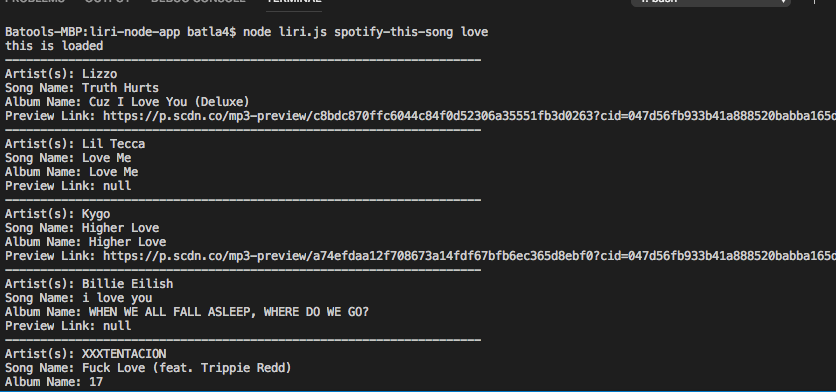 PROBLEMS OUTPUT DEBUG CONSOLE TERMINAL 1: bash
Batools-MBP:liri-node-app batla4$ node liri.js spotify-this-song love
this is loaded
Artist(s): Lizzo
Song Name: Truth Hurts
Album Name: Cuz I Love You (Deluxe)
Preview Link: https://p.scdn.co/mp3-preview/c8bdc870ffc6044c84f0d52306a35551fb3d0263?cid=047d56fb933b41a888520babba165d
Artist(s): Lil Tecca
Song Name: Love Me
Album Name: Love Me
Preview Link: null
Artist(s): Kygo
Song Name: Higher Love
Album Name: Higher Love
Preview Link: https://p.scdn.co/mp3-preview/a74efdaa12f708673a14fdf67bfb6ec365d8ebf0?cid=047d56fb933b41a888520babba165d
Artist(s): Billie Eilish
Song Name: i love you
Album Name: WHEN WE ALL FALL ASLEEP, WHERE DO WE GO?
Preview Link: null
Artist(s): XXXTENTACION
Song Name: Fuck Love (feat. Trippie Redd)
Album Name: 17